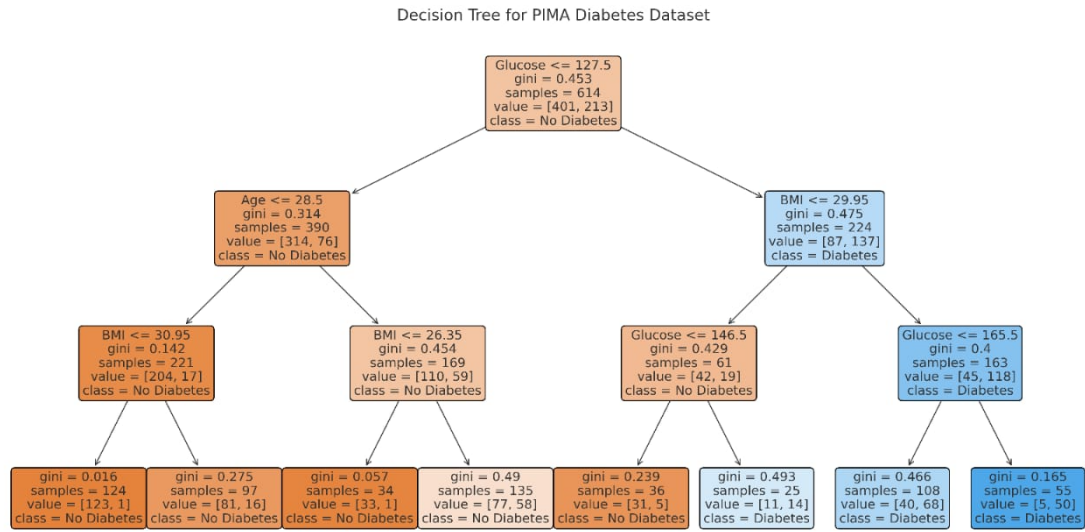 Decision Tree for PIMA Diabetes Dataset
Glucose <= 127.5
gini = 0.453
samples = 614
value = [401, 213]
class = No Diabetes
Age <= 28.5
gini = 0.314
samples = 390
value = [314, 76]
class = No Diabetes
BMI <= 29.95
gini = 0.475
samples = 224
value = [87, 137]
class = Diabetes
BMI <= 30.95
gini = 0.142
samples = 221
value = [204, 17]
class = No Diabetes
BMI <= 26.35
gini = 0.454
samples = 169
value = [110, 59]
class = No Diabetes
Glucose <= 146.5
gini = 0.429
samples = 61
value = [42, 19]
class = No Diabetes
Glucose <= 165.5
gini = 0.4
samples = 163
value = [45, 118]
class = Diabetes
gini = 0.016
samples = 124
value = [123, 1]
class = No Diabetes
gini = 0.275
samples = 97
value = [81, 16]
class = No Diabetes
gini = 0.057
samples = 34
value = [33, 1]
class = No Diabetes
gini = 0.49
samples = 135
value = [77, 58]
class = No Diabetes
gini = 0.239
samples = 36
value = [31, 5]
class = No Diabetes
gini = 0.493
samples = 25
value = [11, 14]
class = Diabetes
gini = 0.466
samples = 108
value = [40, 68]
class = Diabetes
gini = 0.165
samples = 55
value = [5, 50]
class = Diabetes